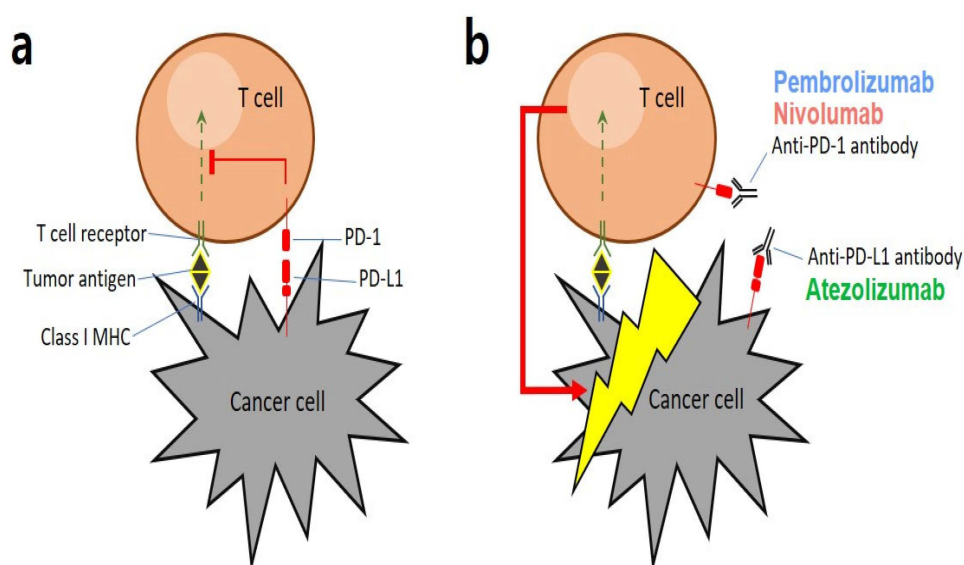 a
T cell
T cell receptor
Tumor antigen
Class I MHC
PD-1
PD-L1
Cancer cell
b
T cell
Pembrolizumab
Nivolumab
Anti-PD-1 antibody
Anti-PD-L1 antibody
Atezolizumab
Cancer cell